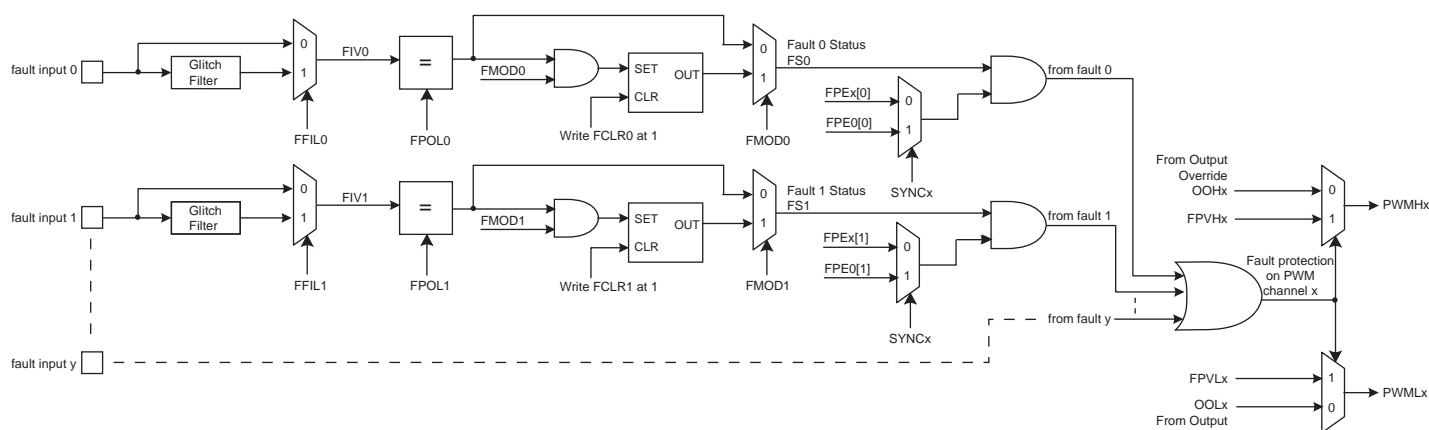 fault input 0
Glitch
Filter
0
1
FIV0
=
FMOD0
SET
OUT
CLR
Write FCLR0 at 1
FFIL0
FPOL0
0
1
FMOD0
Fault 0 Status
FS0
FPEx[0]
FPE0[0]
0
1
SYNCx
from fault 0
fault input 1
Glitch
Filter
0
1
FIV1
=
FMOD1
SET
OUT
CLR
Write FCLR1 at 1
FFIL1
FPOL1
0
1
FMOD1
Fault 1 Status
FS1
FPEx[1]
FPE0[1]
0
1
SYNCx
from fault 1
fault input y
from fault y
From Output
Override
OOHx
FPVHx
0
1
PWMHx
Fault protection
on PWM
channel x
FPVLx
OOLx
From Output
1
0
PWMLx